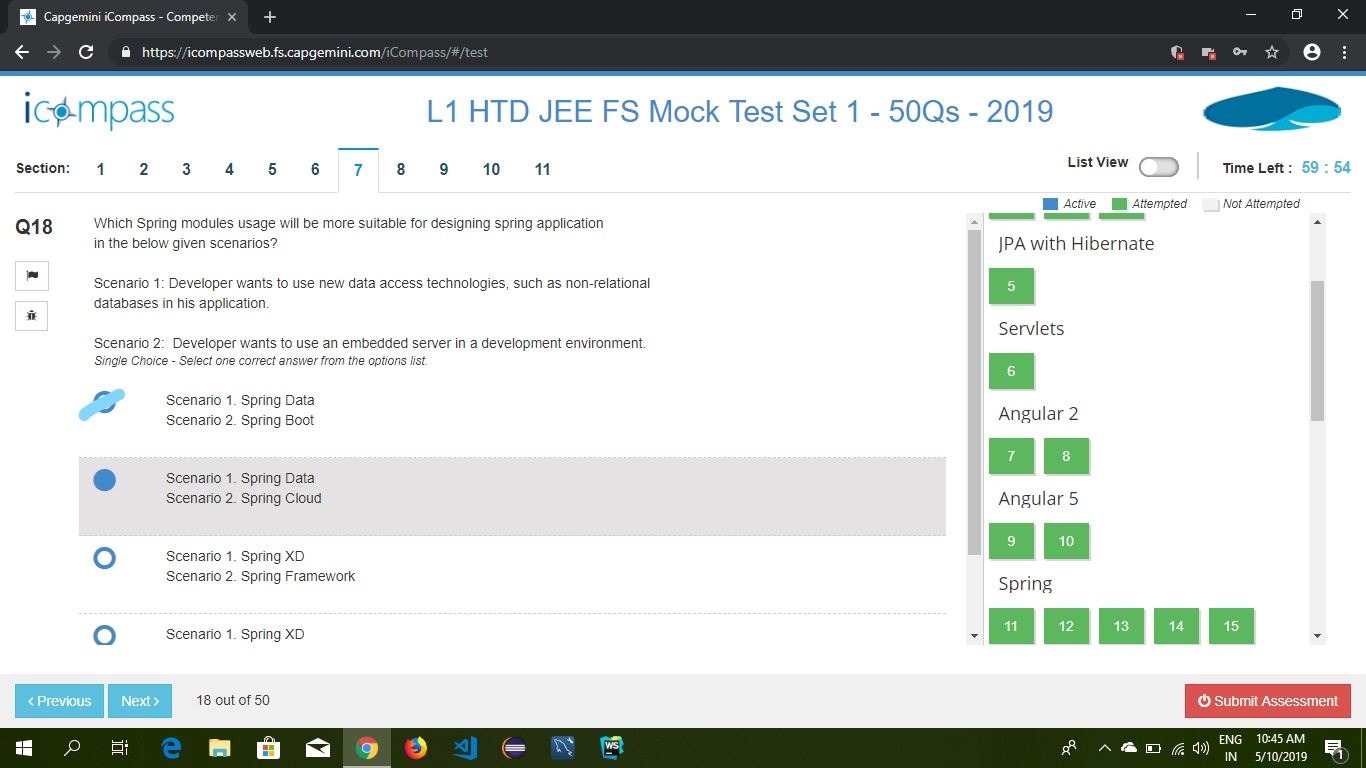 Capgemini iCompass - Competen
https://icompassweb.fs.capgemini.com/iCompass/#/test
icompass
L1 HTD JEE FS Mock Test Set 1 - 50Qs - 2019
Section: 1 2 3 4 5 6 7 8 9 10 11
List View
Time Left : 59 : 54
Active Attempted Not Attempted
Q18
Which Spring modules usage will be more suitable for designing spring application
in the below given scenarios?
Scenario 1: Developer wants to use new data access technologies, such as non-relational
databases in his application.
Scenario 2: Developer wants to use an embedded server in a development environment.
Single Choice - Select one correct answer from the options list.
Scenario 1. Spring Data
Scenario 2. Spring Boot
Scenario 1. Spring Data
Scenario 2. Spring Cloud
Scenario 1. Spring XD
Scenario 2. Spring Framework
Scenario 1. Spring XD
JPA with Hibernate
5
Servlets
6
Angular 2
7 8
Angular 5
9 10
Spring
11 12 13 14 15
Previous
Next
18 out of 50
Submit Assessment
WS
ENG
IN
10:45 AM
5/10/2019
1